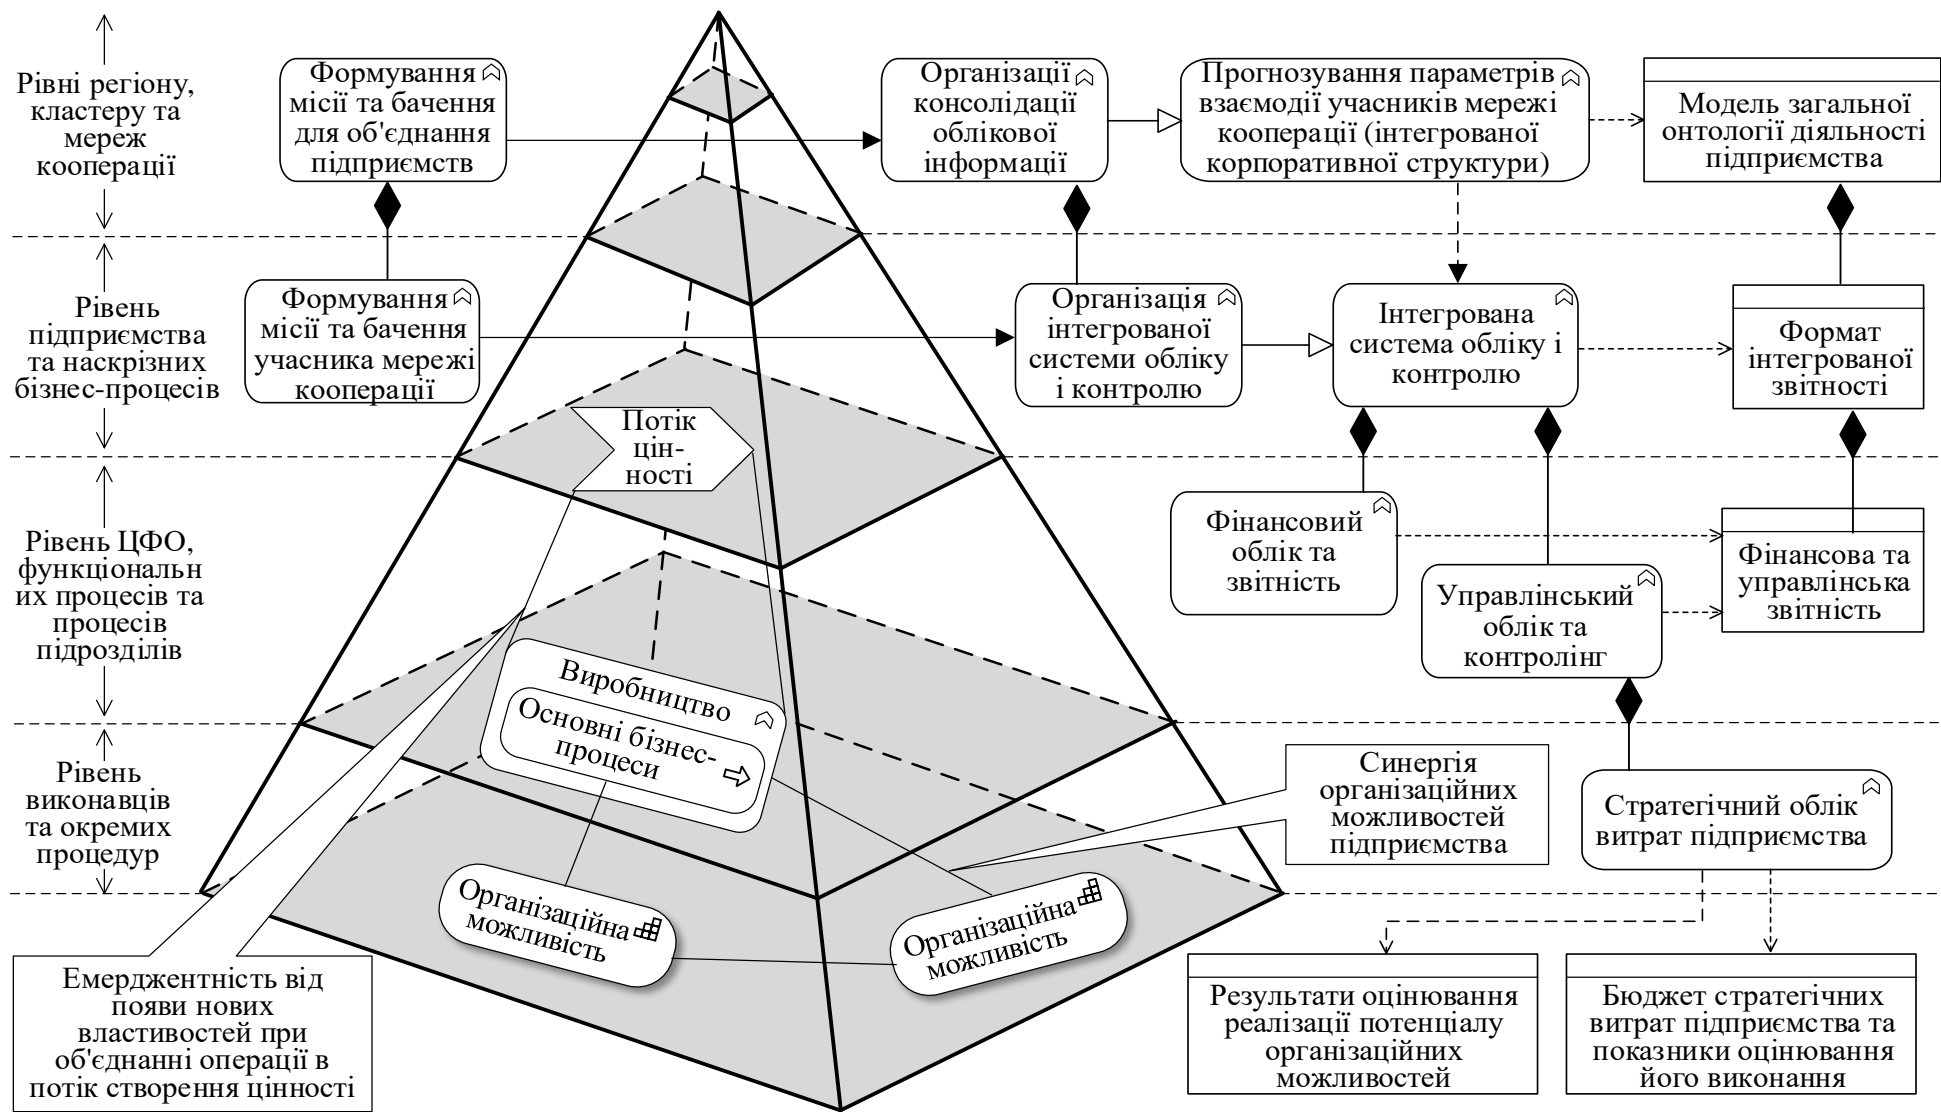 Рівні регіону,
кластеру та
мереж
кооперації
Формування
місії та бачення
для об'єднання
підприємств
Організації
консолідації
облікової
інформації
Прогнозування параметрів
взаємодії учасників мережі
кооперації (інтегрованої
корпоративної структури)
Модель загальної
онтології діяльності
підприємства
Рівень
підприємства
та наскрізних
бізнес-процесів
Формування
місії та бачення
учасника мережі
кооперації
Організація
інтегрованої
системи обліку
і контролю
Інтегрована
система обліку і
контролю
Формат
інтегрованої
звітності
Потік
цін-
ності
Рівень ЦФО,
функціональн
их процесів та
процесів
підрозділів
Фінансовий
облік та
звітність
Управлінський
облік та
контролінг
Фінансова та
управлінська
звітність
Виробництво
Основні бізнес-
процеси
Рівень
виконавців
та окремих
процедур
Синергія
організаційних
можливостей
підприємства
Стратегічний облік
витрат підприємства
Організаційна
можливість
Організаційна
можливість
Емерджентність від
появи нових
властивостей при
об'єднанні операції в
потік створення цінності
Результати оцінювання
реалізації потенціалу
організаційних
можливостей
Бюджет стратегічних
витрат підприємства та
показники оцінювання
його виконання